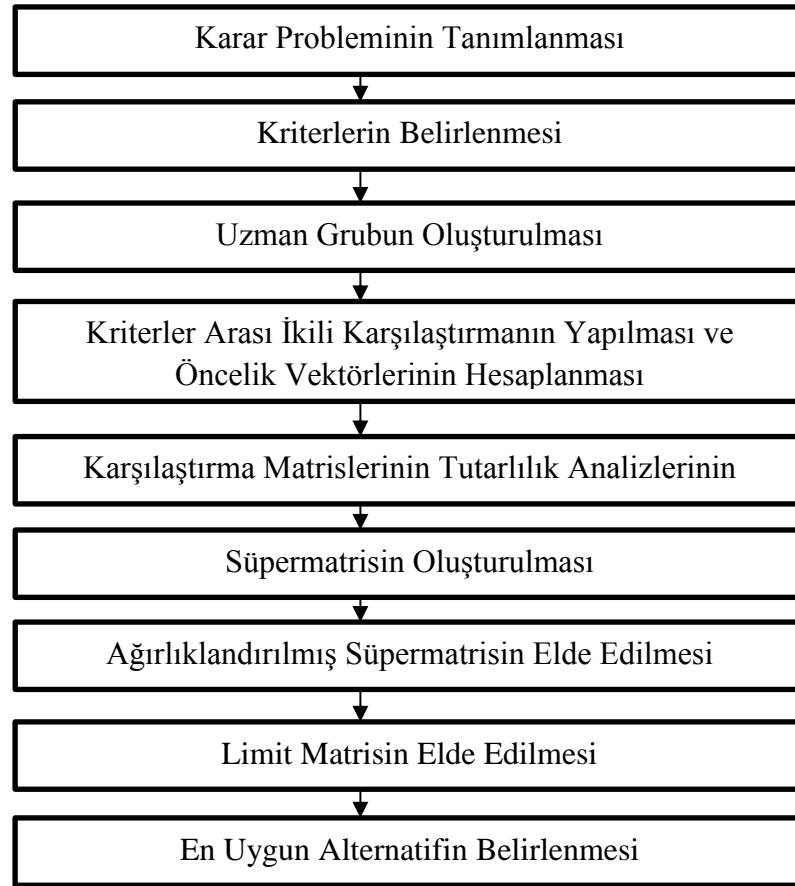 Karar Probleminin Tanımlanması
Kriterlerin Belirlenmesi
Uzman Grubun Oluşturulması
Kriterler Arası İkili Karşılaştırmanın Yapılması ve
Öncelik Vektörlerinin Hesaplanması
Karşılaştırma Matrislerinin Tutarlılık Analizlerinin
Süpermatrisin Oluşturulması
Ağırlıklandırılmış Süpermatrisin Elde Edilmesi
Limit Matrisin Elde Edilmesi
En Uygun Alternatifin Belirlenmesi